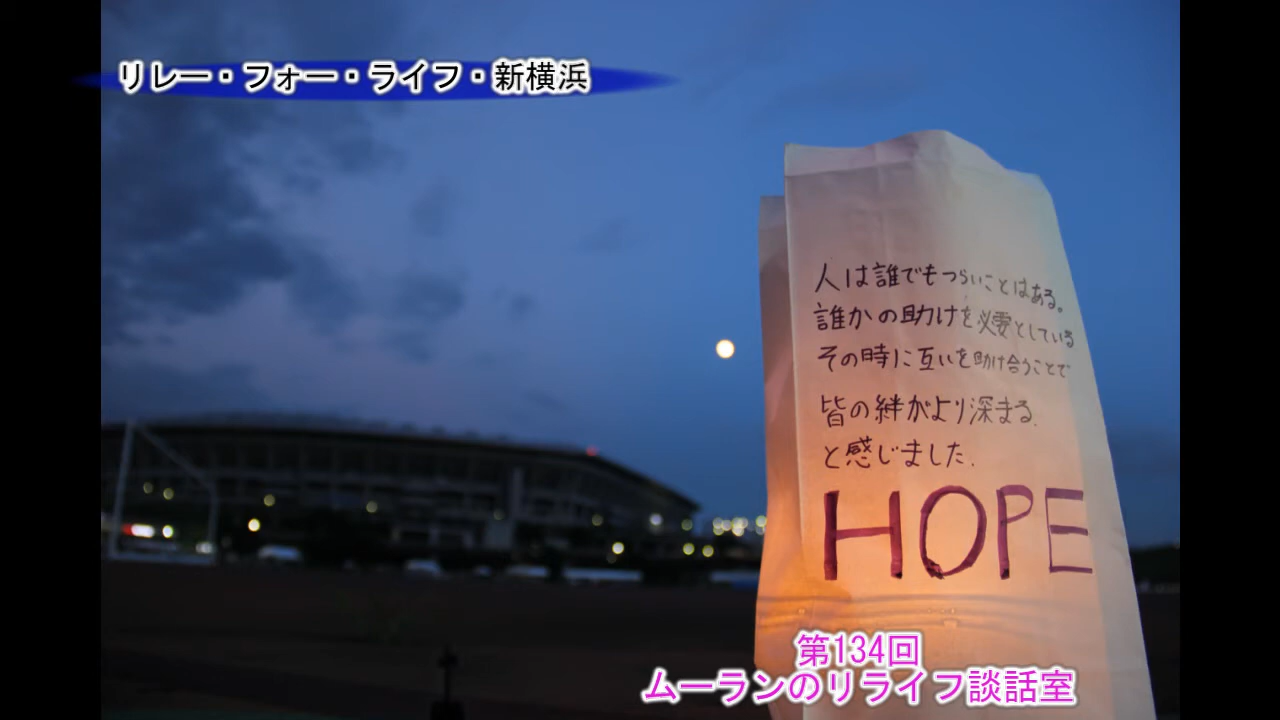 リレー・フォー・ライフ・新横浜
人は誰でもつらいことはある。
誰かの助けを必要としている
その時に互いを助け合うことで
皆の絆がより深まる
と感じました.
HOPE
第134回
ムーランのリライフ談話室